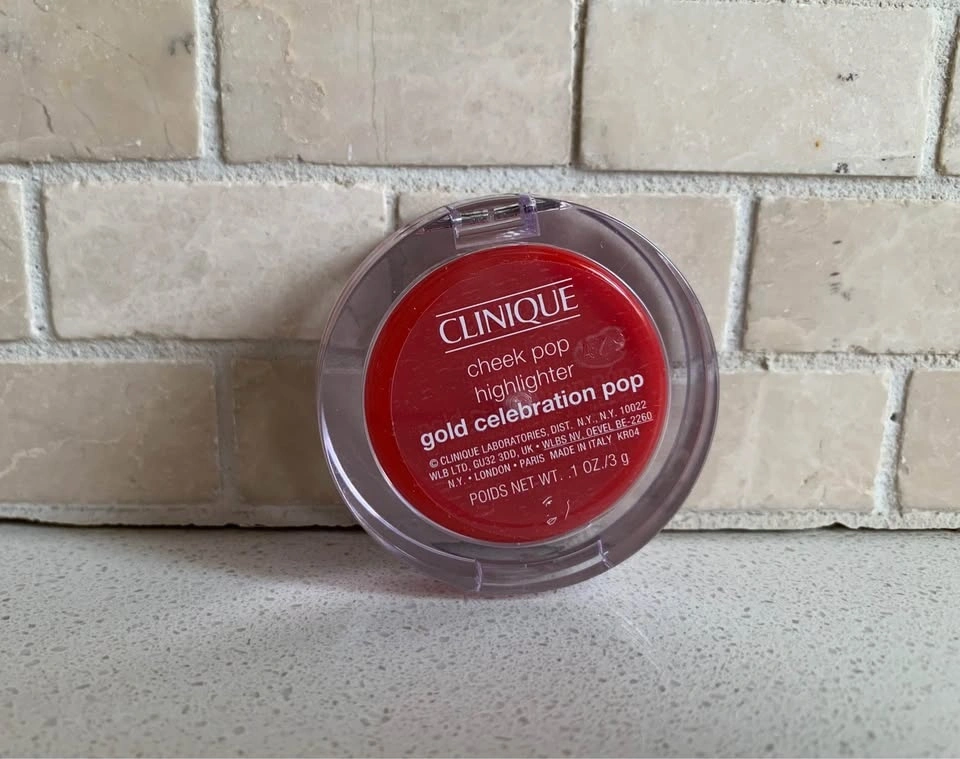 CLINIQUE
cheek pop
highlighter
gold celebration pop
© CLINIQUE LABORATORIES, DIST. N.Y., N.Y. 10022
WLB LTD. GU32 3DD, UK • WLBS NV. OEVEL BE-2260
N.Y. • LONDON • PARIS MADE IN ITALY KR04
POIDS NET WT. .1 OZ./3 g